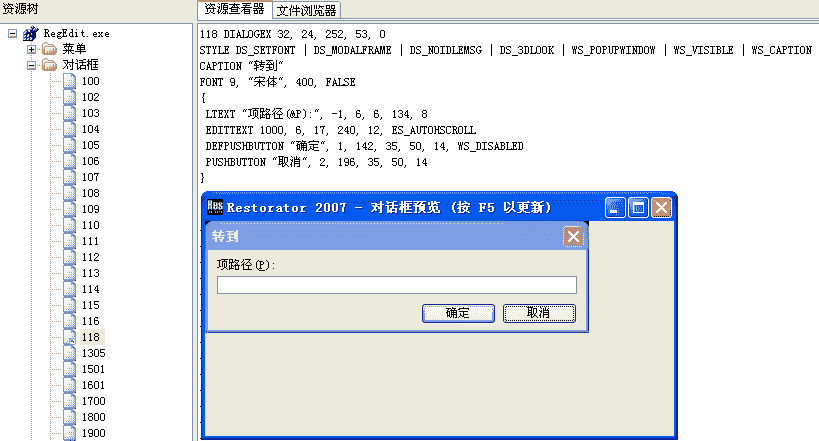 资源树
资源查看器 文件浏览器
RegEdit.exe
菜单
对话框
100
102
103
104
105
106
107
108
109
110
111
112
113
114
115
116
118
1305
1501
1601
1700
1800
1900
118 DIALOGEX 32, 24, 252, 53, 0
STYLE DS_SETFONT | DS_MODALFRAME | DS_NOIDLEMSG | DS_3DLOOK | WS_POPUPWINDOW | WS_VISIBLE | WS_CAPTION
CAPTION "转到"
FONT 9, "宋体", 400, FALSE
{
LTEXT "项路径(&P):", -1, 6, 6, 134, 8
EDITTEXT 1000, 6, 17, 240, 12, ES_AUTOHSCROLL
DEFPUSHBUTTON "确定", 1, 142, 35, 50, 14, WS_DISABLED
PUSHBUTTON "取消", 2, 196, 35, 50, 14
}
Res Restorator 2007 - 对话框预览 (按 F5 以更新)
转到
项路径(P):
确定 取消